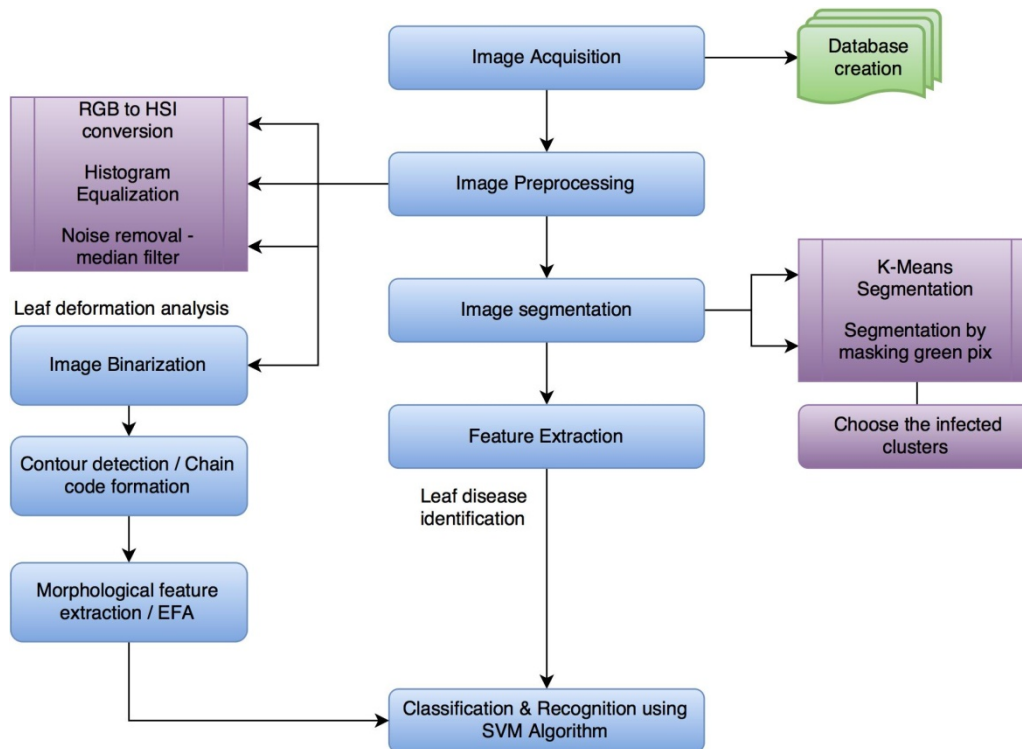 Image Acquisition
Database
creation
RGB to HSI
conversion
Histogram
Equalization
Noise removal -
median filter
Image Preprocessing
K-Means
Segmentation
Segmentation by
masking green pix
Image segmentation
Leaf deformation analysis
Image Binarization
Feature Extraction
Choose the infected
clusters
Contour detection / Chain
code formation
Leaf disease
identification
Morphological feature
extraction / EFA
Classification & Recognition using
SVM Algorithm